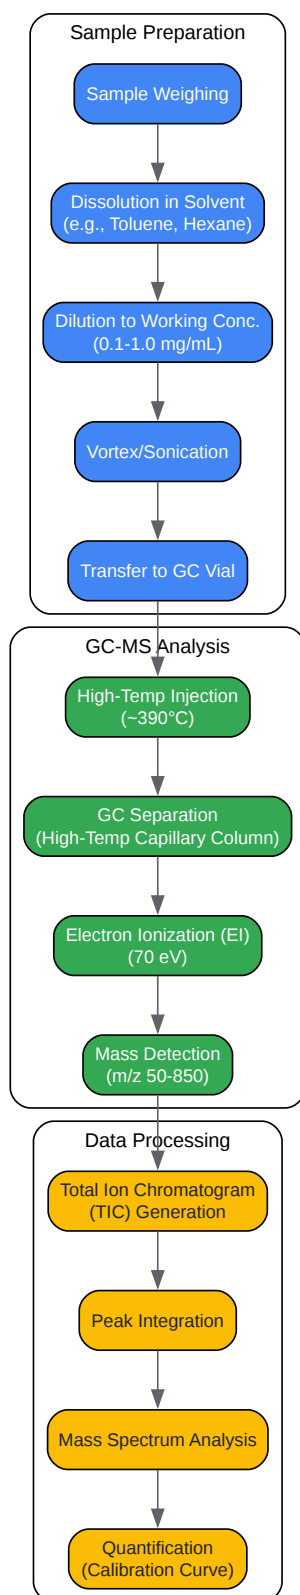 Sample Preparation
Sample Weighing
Dissolution in Solvent
(e.g., Toluene, Hexane)
Dilution to Working Conc.
(0.1-1.0 mg/mL)
Vortex/Sonication
Transfer to GC Vial
GC-MS Analysis
High-Temp Injection
(~390°C)
GC Separation
(High-Temp Capillary Column)
Electron Ionization (EI)
(70 eV)
Mass Detection
(m/z 50-850)
Data Processing
Total Ion Chromatogram
(TIC) Generation
Peak Integration
Mass Spectrum Analysis
Quantification
(Calibration Curve)